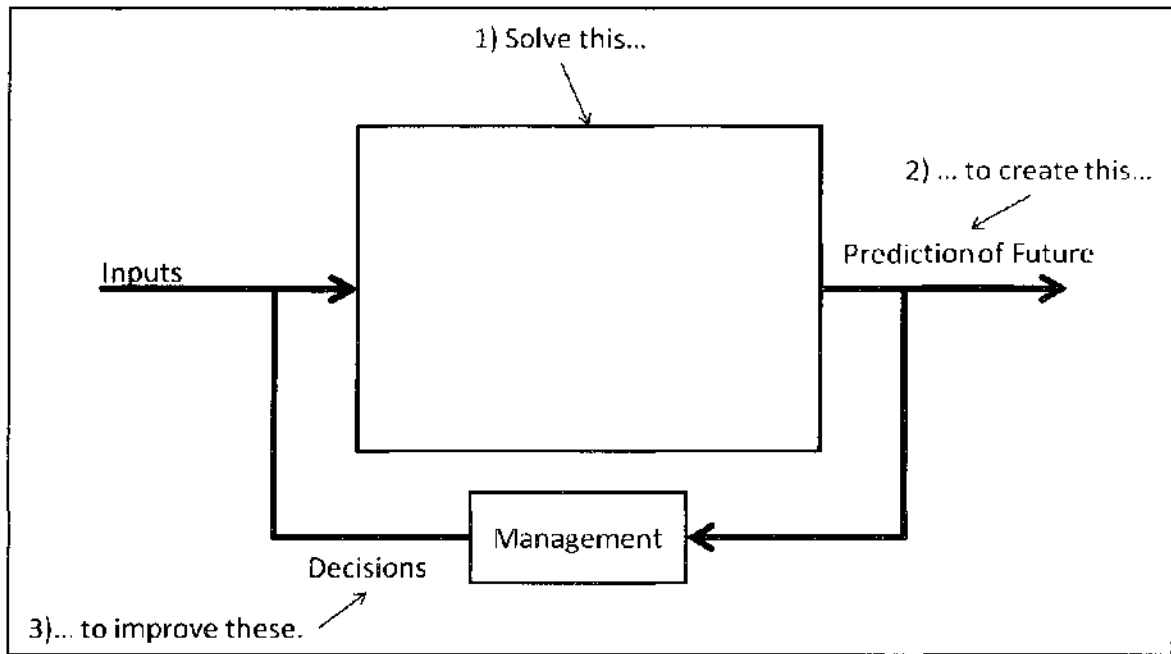 1) Solve this...
2) ... to create this...
Prediction of Future
Inputs
Management
Decisions
3)... to improve these.